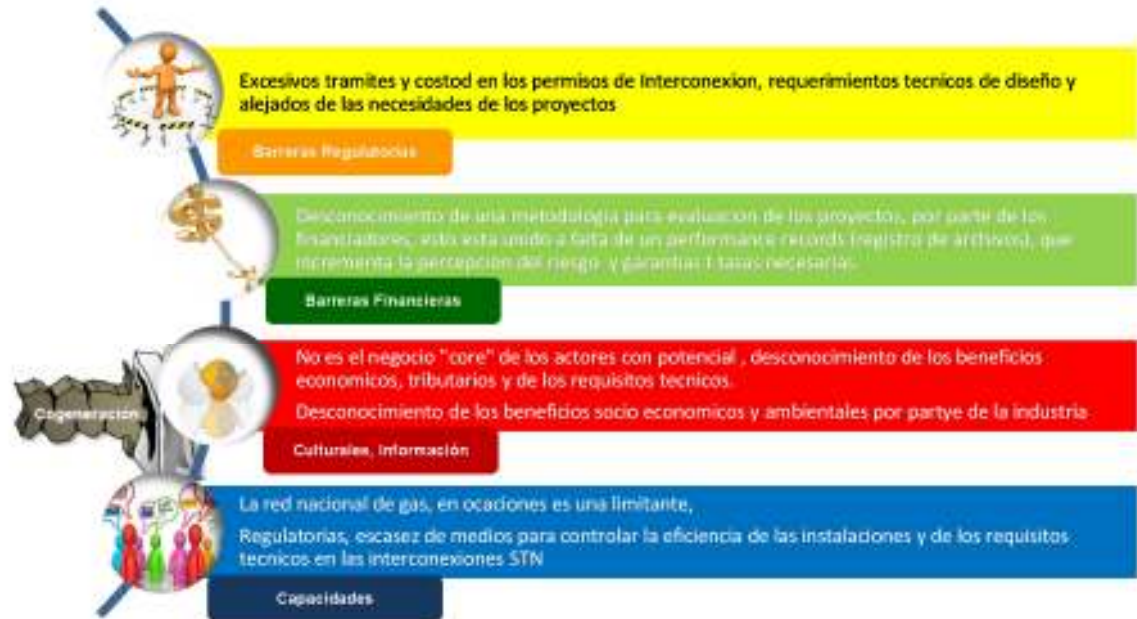 Excesivos tramites y costod en los permisos de Interconexion, requerimientos tecnicos de diseño y
alejados de las necesidades de los proyectos
Barreras Regulatorias
Desconocimiento de una metodologia para evaluacion de los proyectos, por parte de los
financiadores, esto esta unido a falta de un performance records (registro de archivos), que
incrementa la percepcion del riesgo y garantias t tasas necesarias.
Barreras Financieras
No es el negocio "core" de los actores con potencial , desconocimiento de los beneficios
economicos, tributarios y de los requisitos tecnicos.
Desconocimiento de los beneficios socio economicos y ambientales por partye de la industria
Cogeneración
Culturales, Información
La red nacional de gas, en ocaciones es una limitante,
Regulatorias, escasez de medios para controlar la eficiencia de las instalaciones y de los requisitos
tecnicos en las interconexiones STN
Capacidades